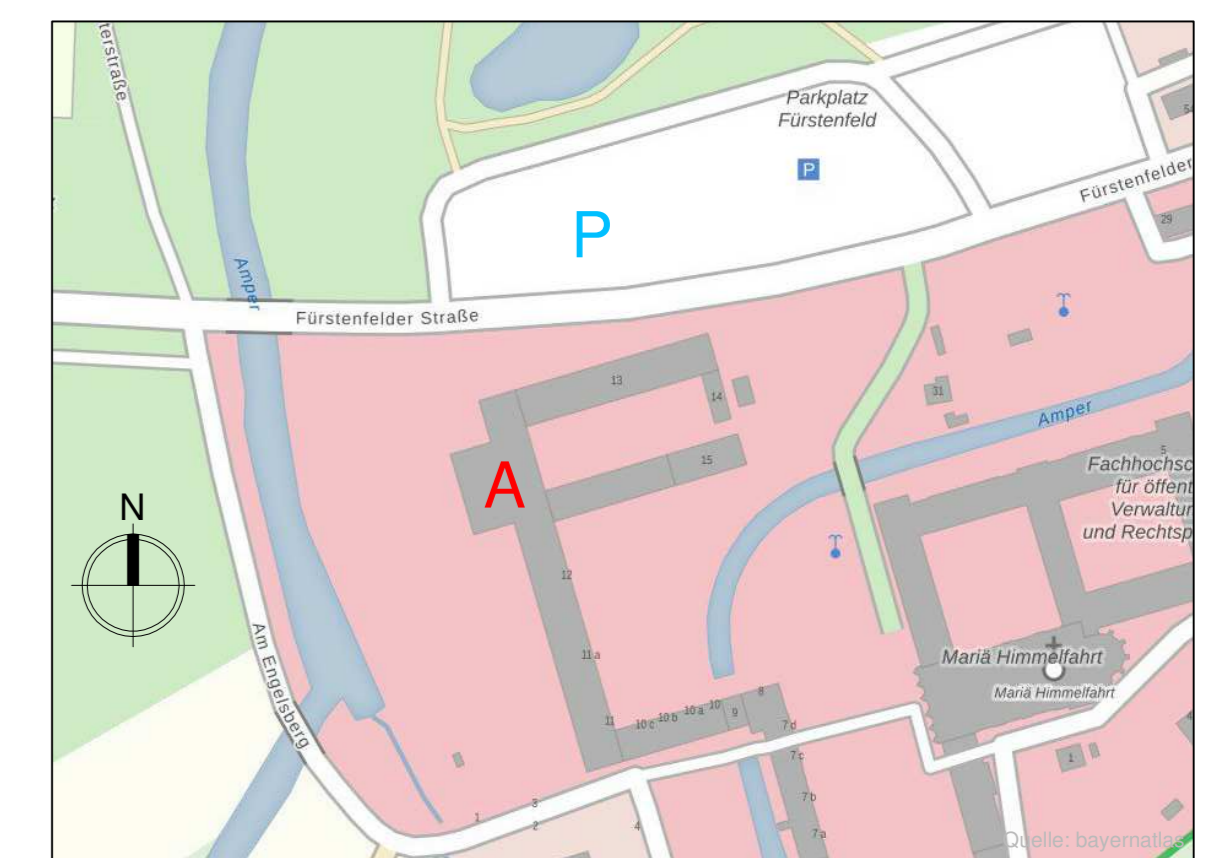 terstraße
Parkplatz
Fürstenfeld
P
54
Fürstenfelder
29
P
Amper
Fürstenfelder Straße
13
14
31
Amper
15
5
A
Fachhochsc
für öffent
Verwaltur
und Rechtsp
N
12
11 a
Mariä Himmelfahrt
Mariä Himmelfahrt
Am Engelsberg
11
10 c
10 b
10 a
10
9
8
7 d
7 c
7 b
7 a
1
1
3
2
4
4
Quelle: bayernatlas